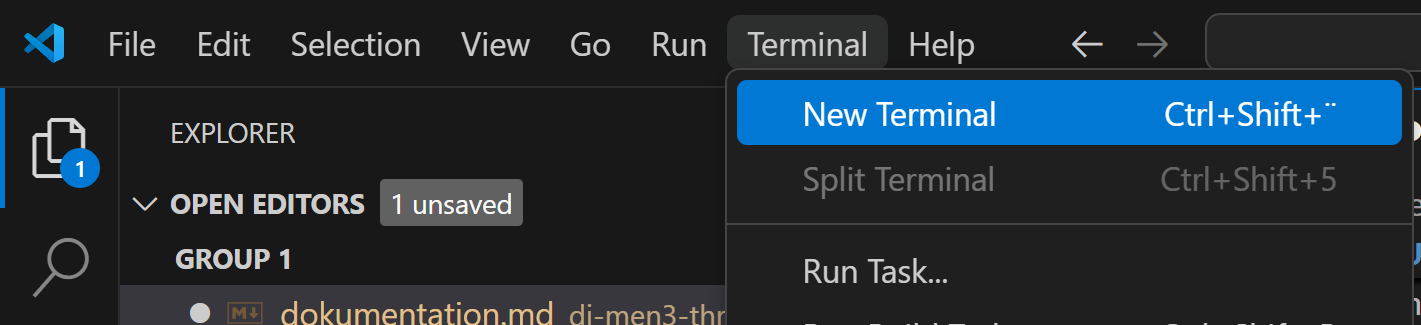 File Edit Selection View Go Run Terminal Help
New Terminal Ctrl+Shift+¨
EXPLORER
1
Split Terminal Ctrl+Shift+5
OPEN EDITORS 1 unsaved
GROUP 1
Run Task...
dokumentation.md di-men3-thr